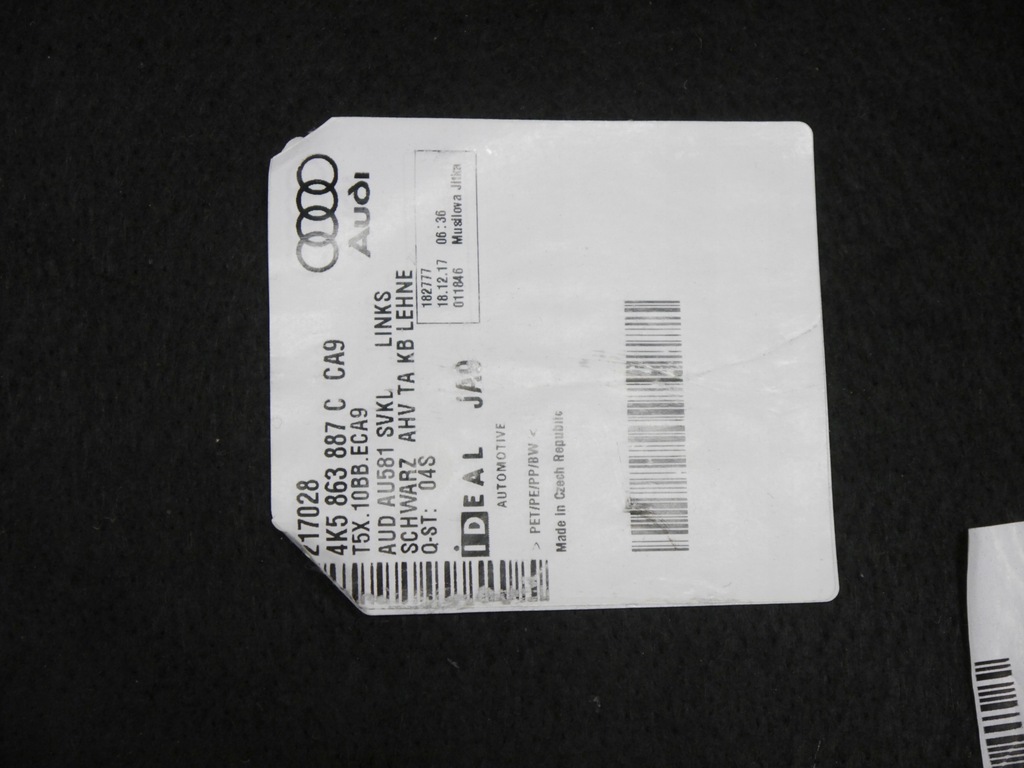 Audi
217028
4K5 863 887 C CA9
T5X.10BB.ECA9
AUD AU581 SVKL LINKS
SCHWARZ AHV TA KB LEHNE
Q-ST: 04S
182777
18.12.17 06:36
011846 Musilova Jitka
iDEAL jA9
AUTOMOTIVE
> PET/PE/PP/BW <
Made in Czech Republic